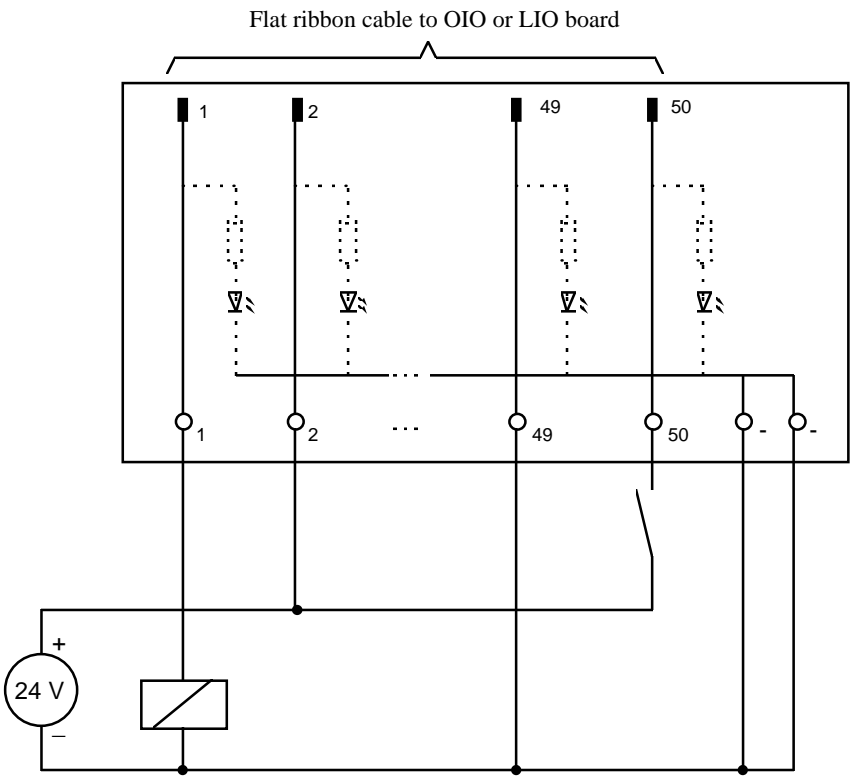 Flat ribbon cable to OIO or LIO board
1 2 49 50
. . .
. . .
1 2 49 50 - -
+
24 V
–